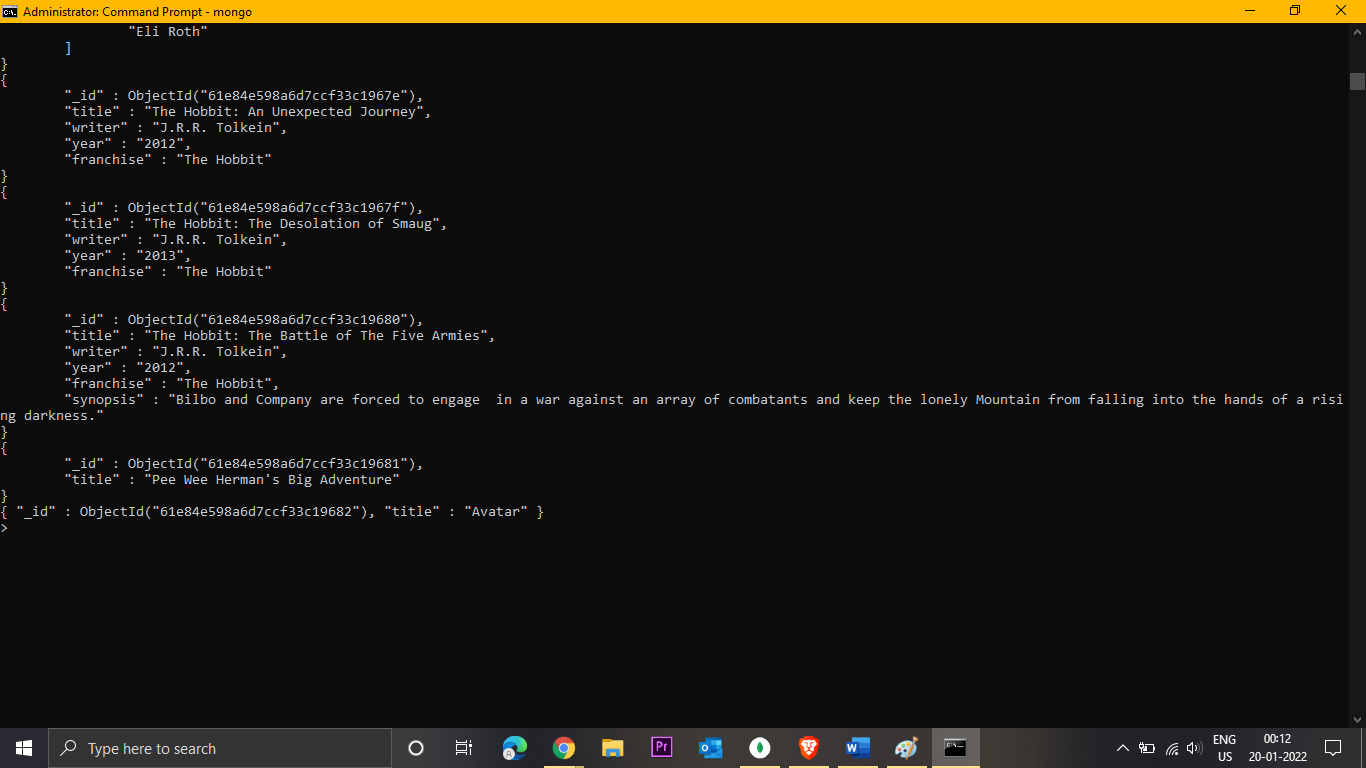 Administrator: Command Prompt - mongo
"Eli Roth"
]
}
{
"_id" : ObjectId("61e84e598a6d7ccf33c1967e"),
"title" : "The Hobbit: An Unexpected Journey",
"writer" : "J.R.R. Tolkein",
"year" : "2012",
"franchise" : "The Hobbit"
}
{
"_id" : ObjectId("61e84e598a6d7ccf33c1967f"),
"title" : "The Hobbit: The Desolation of Smaug",
"writer" : "J.R.R. Tolkein",
"year" : "2013",
"franchise" : "The Hobbit"
}
{
"_id" : ObjectId("61e84e598a6d7ccf33c19680"),
"title" : "The Hobbit: The Battle of The Five Armies",
"writer" : "J.R.R. Tolkein",
"year" : "2012",
"franchise" : "The Hobbit",
"synopsis" : "Bilbo and Company are forced to engage  in a war against an array of combatants and keep the lonely Mountain from falling into the hands of a risi
ng darkness."
}
{
"_id" : ObjectId("61e84e598a6d7ccf33c19681"),
"title" : "Pee Wee Herman's Big Adventure"
}
{ "_id" : ObjectId("61e84e598a6d7ccf33c19682"), "title" : "Avatar" }
>
Type here to search
Pr
ENG
US
00:12
20-01-2022